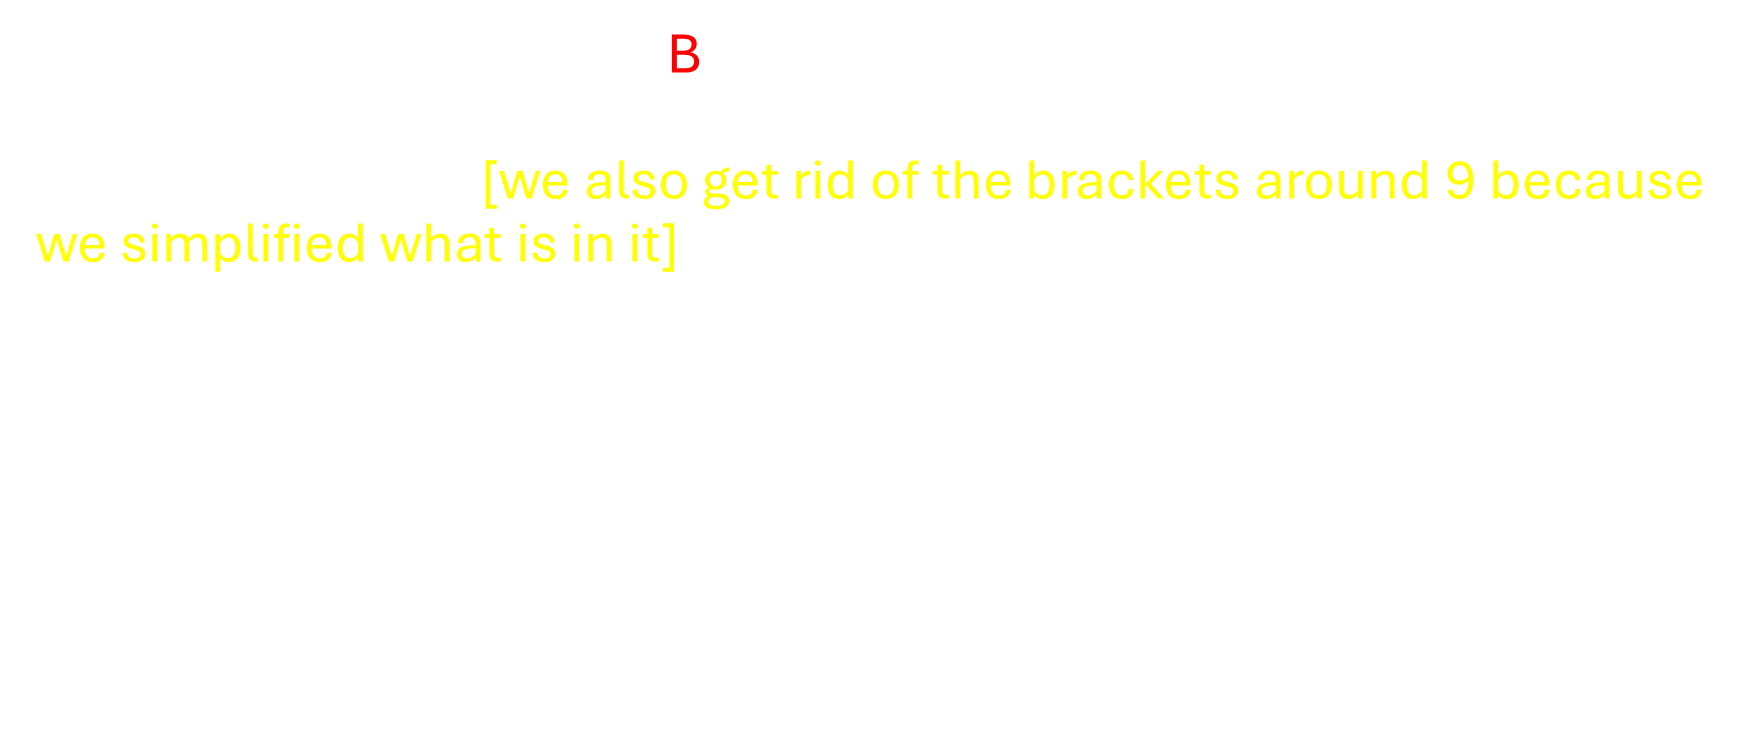 B
[we also get rid of the brackets around 9 because
we simplified what is in it]